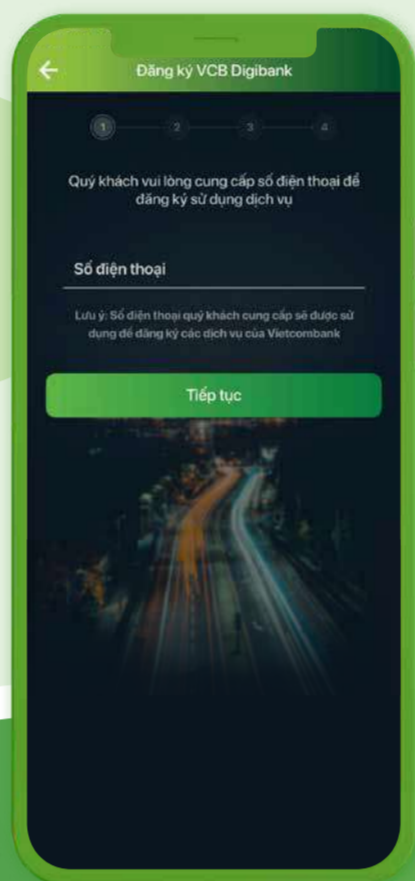 Đăng ký VCB Digibank
1 2 3 4
Quý khách vui lòng cung cấp số điện thoại để
đăng ký sử dụng dịch vụ
Số điện thoại
Lưu ý: Số điện thoại quý khách cung cấp sẽ được sử
dụng để đăng ký các dịch vụ của Vietcombank
Tiếp tục